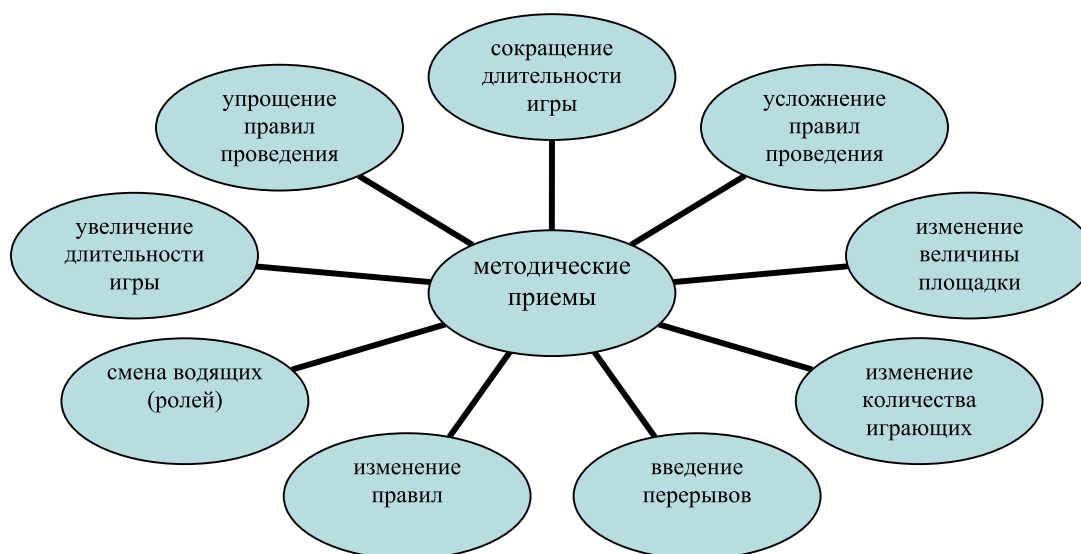 сокращение
длительности
игры
упрощение
правил
проведения
усложнение
правил
проведения
увеличение
длительности
игры
изменение
величины
площадки
методические
приемы
смена водящих
(ролей)
изменение
количества
играющих
изменение
правил
введение
перерывов